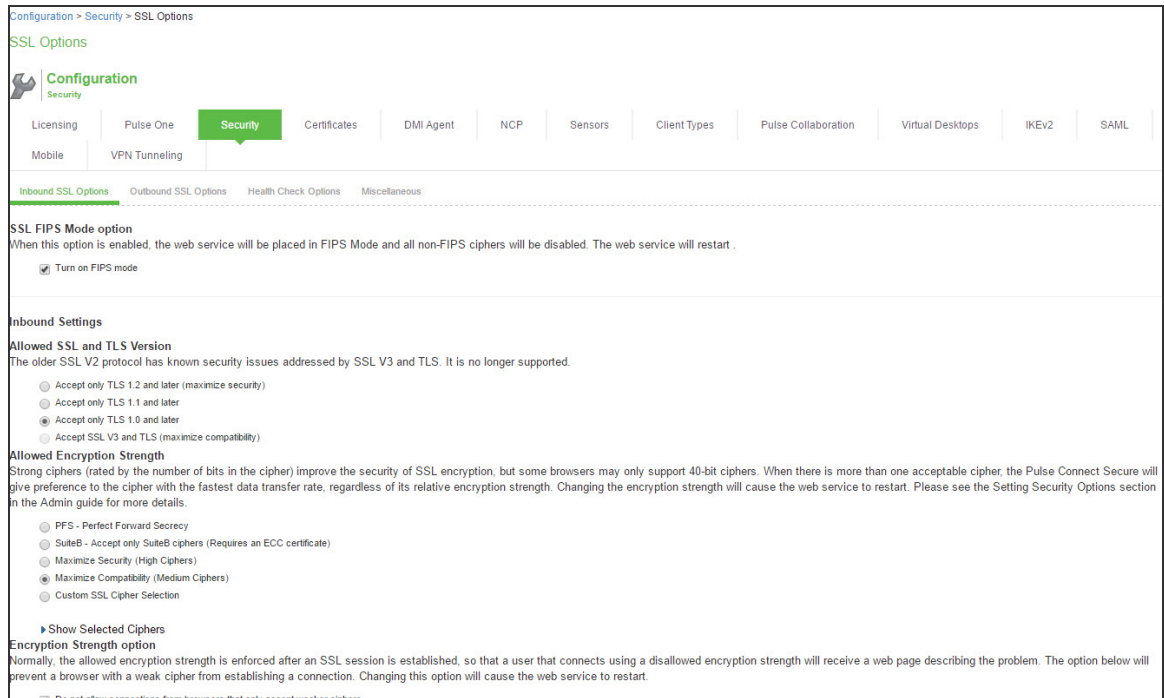 Configuration > Security > SSL Options
SSL Options
Configuration
Security
Licensing Pulse One Security Certificates DMI Agent NCP Sensors Client Types Pulse Collaboration Virtual Desktops IKEv2 SAML
Mobile VPN Tunneling
Inbound SSL Options Outbound SSL Options Health Check Options Miscellaneous
SSL FIPS Mode option
When this option is enabled, the web service will be placed in FIPS Mode and all non-FIPS ciphers will be disabled. The web service will restart .
Turn on FIPS mode
Inbound Settings
Allowed SSL and TLS Version
The older SSL V2 protocol has known security issues addressed by SSL V3 and TLS. It is no longer supported.
Accept only TLS 1.2 and later (maximize security)
Accept only TLS 1.1 and later
Accept only TLS 1.0 and later
Accept SSL V3 and TLS (maximize compatibility)
Allowed Encryption Strength
Strong ciphers (rated by the number of bits in the cipher) improve the security of SSL encryption, but some browsers may only support 40-bit ciphers. When there is more than one acceptable cipher, the Pulse Connect Secure will
give preference to the cipher with the fastest data transfer rate, regardless of its relative encryption strength. Changing the encryption strength will cause the web service to restart. Please see the Setting Security Options section
in the Admin guide for more details.
PFS - Perfect Forward Secrecy
SuiteB - Accept only SuiteB ciphers (Requires an ECC certificate)
Maximize Security (High Ciphers)
Maximize Compatibility (Medium Ciphers)
Custom SSL Cipher Selection
Show Selected Ciphers
Encryption Strength option
Normally, the allowed encryption strength is enforced after an SSL session is established, so that a user that connects using a disallowed encryption strength will receive a web page describing the problem. The option below will
prevent a browser with a weak cipher from establishing a connection. Changing this option will cause the web service to restart.
Do not allow connections from browsers that only accept weaker ciphers